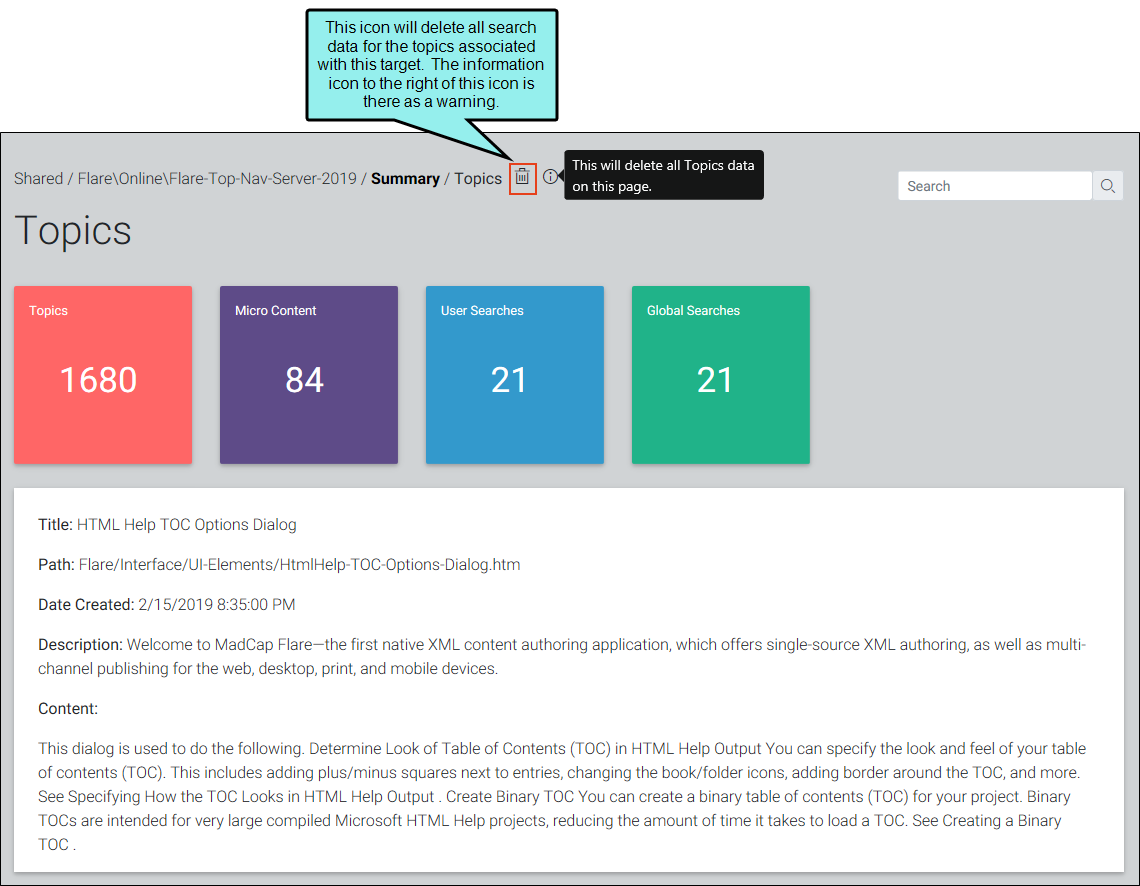 This icon will delete all search
data for the topics associated
with this target. The information
icon to the right of this icon is
there as a warning.
Shared / Flare\Online\Flare-Top-Nav-Server-2019 / Summary / Topics
This will delete all Topics data
on this page.
Search
Topics
Topics
1680
Micro Content
84
User Searches
21
Global Searches
21
Title: HTML Help TOC Options Dialog
Path: Flare/Interface/UI-Elements/HtmlHelp-TOC-Options-Dialog.htm
Date Created: 2/15/2019 8:35:00 PM
Description: Welcome to MadCap Flare—the first native XML content authoring application, which offers single-source XML authoring, as well as multi-
channel publishing for the web, desktop, print, and mobile devices.
Content:
This dialog is used to do the following. Determine Look of Table of Contents (TOC) in HTML Help Output You can specify the look and feel of your table
of contents (TOC). This includes adding plus/minus squares next to entries, changing the book/folder icons, adding border around the TOC, and more.
See Specifying How the TOC Looks in HTML Help Output . Create Binary TOC You can create a binary table of contents (TOC) for your project. Binary
TOCs are intended for very large compiled Microsoft HTML Help projects, reducing the amount of time it takes to load a TOC. See Creating a Binary
TOC .